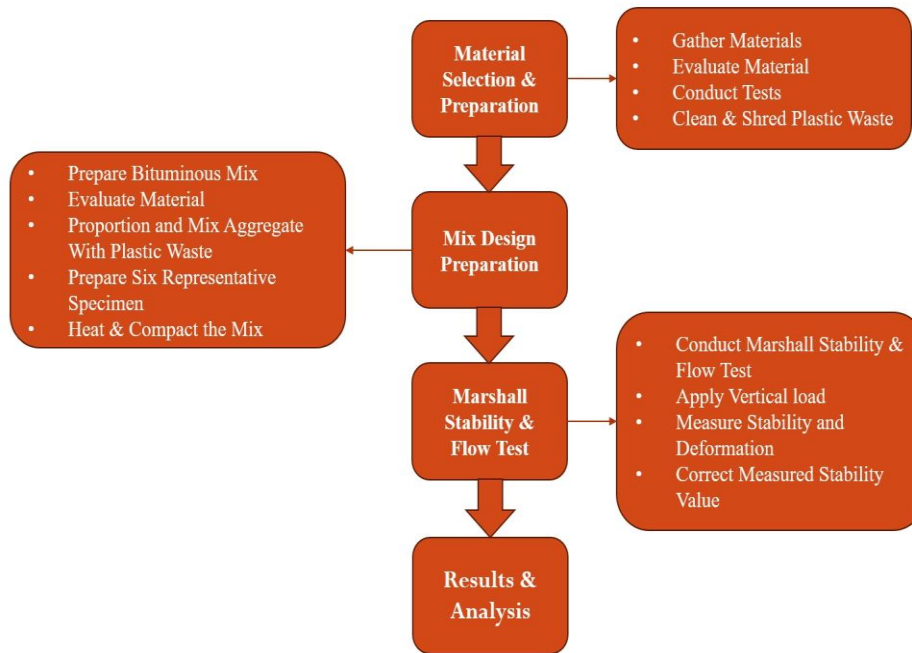 Material
Selection &
Preparation
• Gather Materials
• Evaluate Material
• Conduct Tests
• Clean & Shred Plastic Waste
Mix Design
Preparation
• Prepare Bituminous Mix
• Evaluate Material
• Proportion and Mix Aggregate
With Plastic Waste
• Prepare Six Representative
Specimen
• Heat & Compact the Mix
Marshall
Stability &
Flow Test
• Conduct Marshall Stability &
Flow Test
• Apply Vertical load
• Measure Stability and
Deformation
• Correct Measured Stability
Value
Results &
Analysis